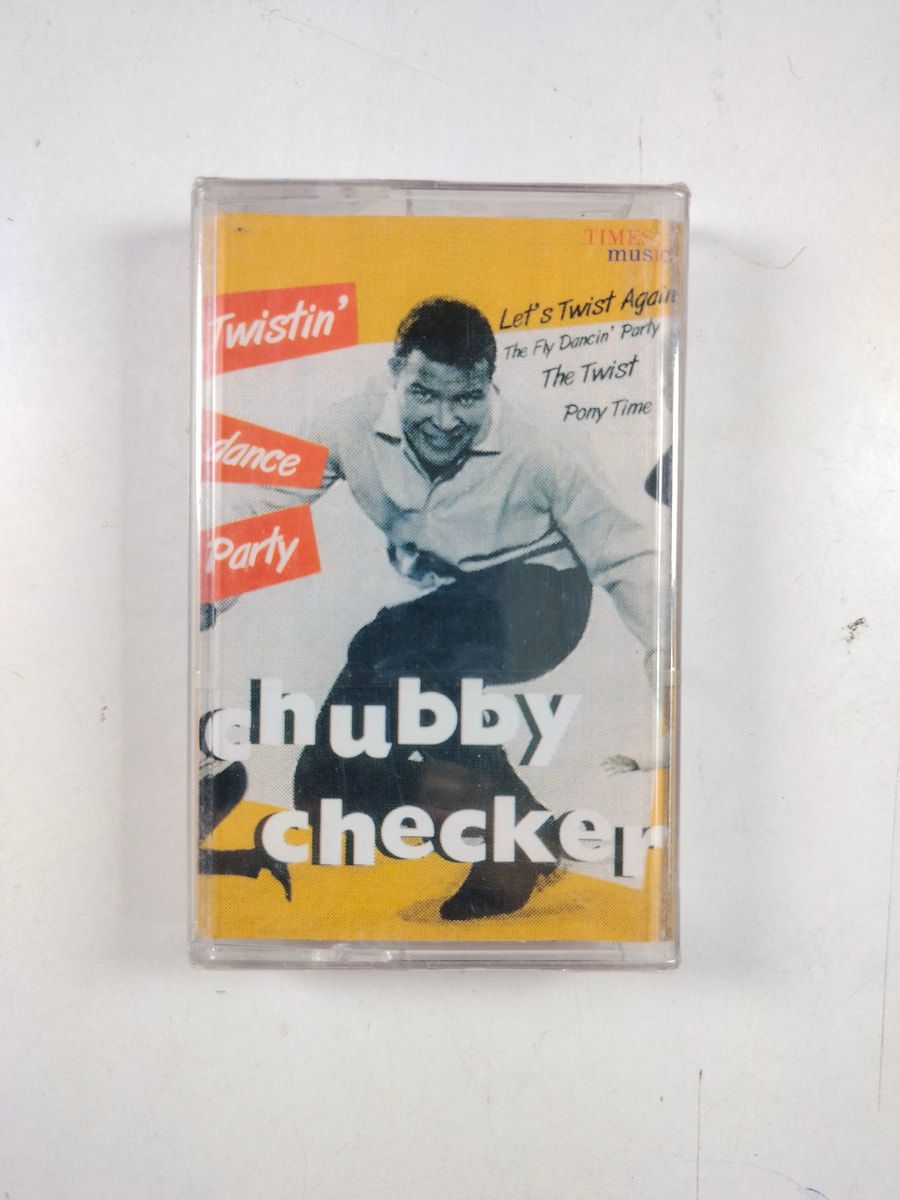 TIMES
music
Twistin'
dance
Party
Let's Twist Again
The Fly Dancin' Party
The Twist
Pony Time
chubby
checker